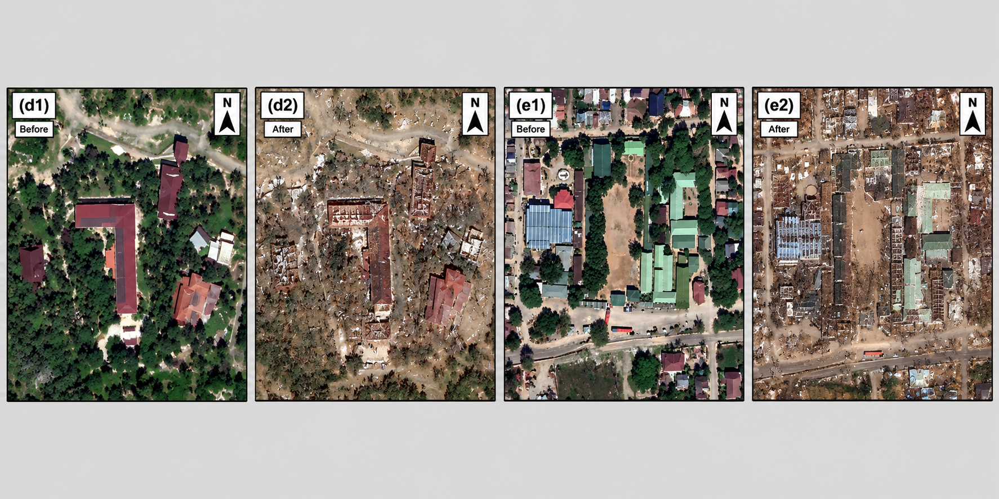 (d1)
Before
N
(d2)
After
N
(e1)
Before
N
(e2)
After
N